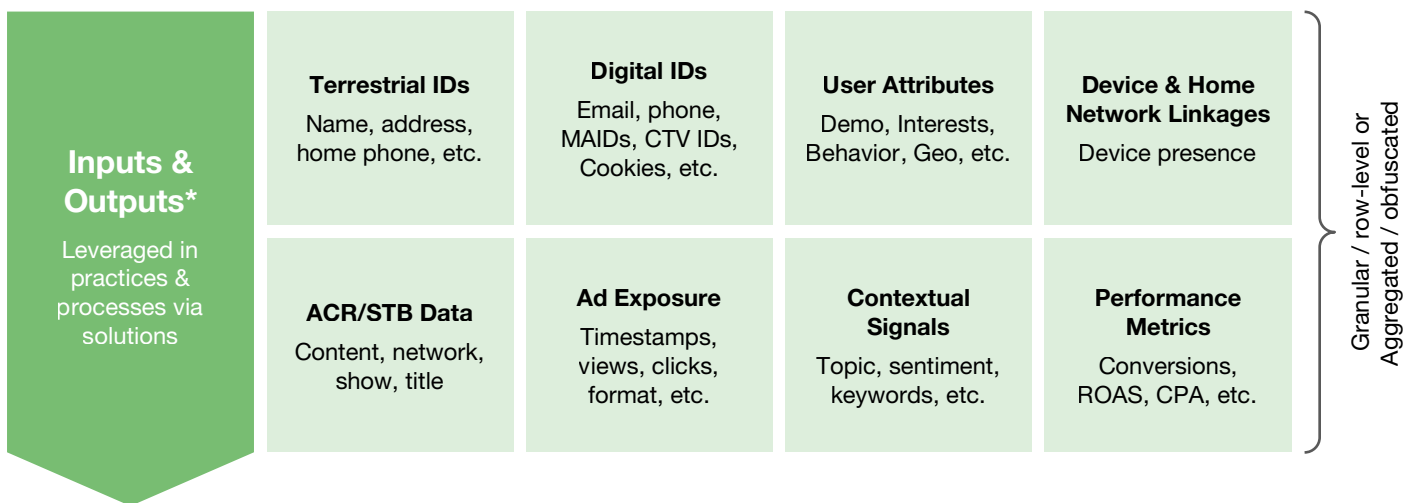 Inputs &
Outputs*
Leveraged in
practices &
processes via
solutions
Terrestrial IDs
Name, address,
home phone, etc.
Digital IDs
Email, phone,
MAIDs, CTV IDs,
Cookies, etc.
User Attributes
Demo, Interests,
Behavior, Geo, etc.
Device & Home
Network Linkages
Device presence
ACR/STB Data
Content, network,
show, title
Ad Exposure
Timestamps,
views, clicks,
format, etc.
Contextual
Signals
Topic, sentiment,
keywords, etc.
Performance
Metrics
Conversions,
ROAS, CPA, etc.
Granular / row-level or
Aggregated / obfuscated